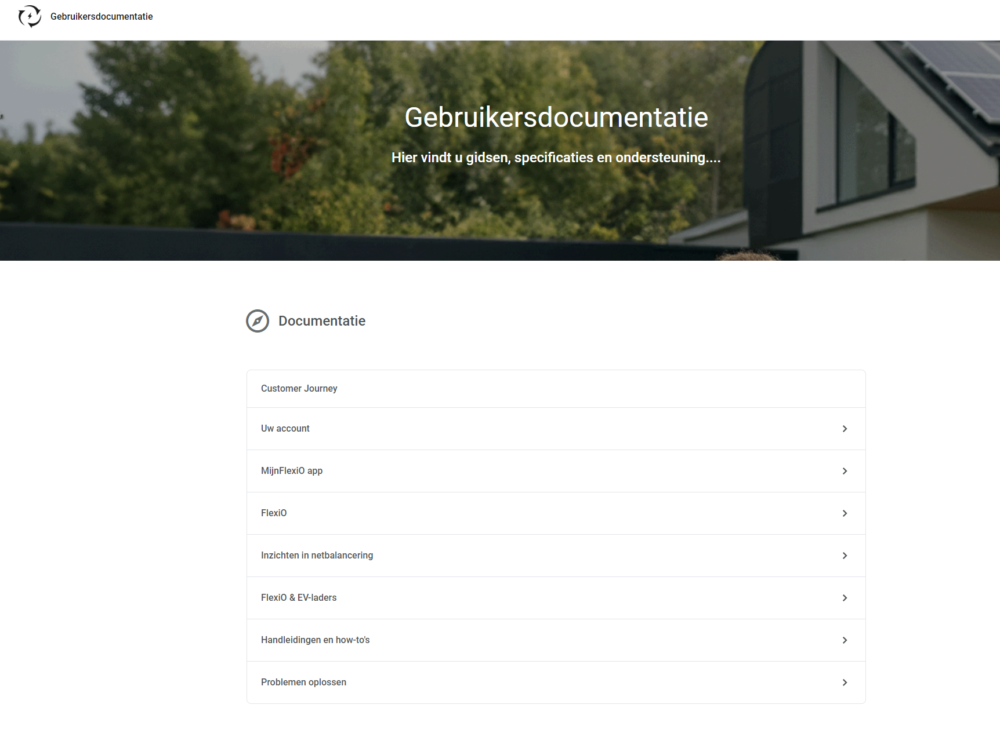 Gebruikersdocumentatie
Gebruikersdocumentatie
Hier vindt u gidsen, specificaties en ondersteuning....
Documentatie
Customer Journey
Uw account
MijnFlexiO app
FlexiO
Inzichten in netbalancering
FlexiO & EV-laders
Handleidingen en how-to's
Problemen oplossen